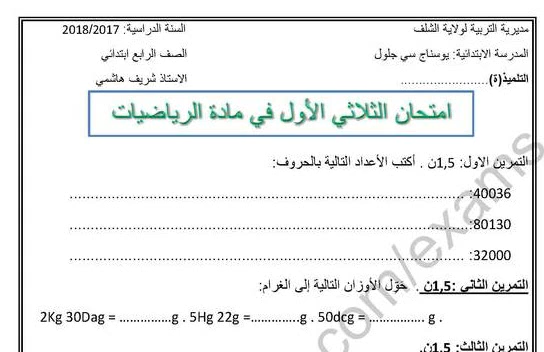 مديرية التربية لولاية الشلف السنة الدراسية: 2018/2017
المدرسة الابتدائية: يوسناج سي جلول الصف الرابع ابتدائي
التلميذ(ة)........................ الاستاذ شريف هاشمي
امتحان الثلاثي الأول في مادة الرياضيات
التمرين الاول: 1,5ن . أكتب الأعداد التالية بالحروف:
40036: ........................................................................
80130: ........................................................................
32000: ........................................................................
التمرين الثاني :1,5ن . حوّل الأوزان التالية إلى الغرام:
2Kg 30Dag = ..............g . 5Hg 22g =.............g . 50dcg = ............... g .
التمرين الثالث: 1,5ن.
com/exams